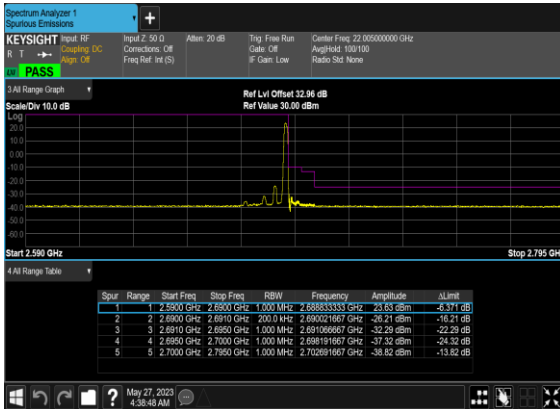 Spectrum Analyzer 1
Spurious Emissions
+
KEYSIGHT Input: RF Input Z: 50 Ω Atten: 20 dB Trig: Free Run Center Freq: 22.005000000 GHz
R T Coupling: DC Corrections: Off Gate: Off Avg|Hold: 100/100
Align: Off Freq Ref: Int (S) IF Gain: Low Radio Std: None
PASS
3 All Range Graph
Ref Lvl Offset 32.96 dB
Scale/Div 10.0 dB Ref Value 30.00 dBm
Log
20.0
10.0
0.00
-10.0
-20.0
-30.0
-40.0
-50.0
-60.0
Start 2.590 GHz Stop 2.795 GH
4 All Range Table
Spur Range Start Freq Stop Freq RBW Frequency Amplitude ΔLimit
1 1 2.5900 GHz 2.6900 GHz 1.000 MHz 2.688833333 GHz 23.63 dBm -6.371 dB
2 2 2.6900 GHz 2.6910 GHz 200.0 kHz 2.690021667 GHz -26.21 dBm -16.21 dB
3 3 2.6910 GHz 2.6950 GHz 1.000 MHz 2.691066667 GHz -32.29 dBm -22.29 dB
4 4 2.6950 GHz 2.7000 GHz 1.000 MHz 2.698191667 GHz -37.32 dBm -24.32 dB
5 5 2.7000 GHz 2.7950 GHz 1.000 MHz 2.702691667 GHz -38.82 dBm -13.82 dB
?
May 27, 2023
4:38:48 AM